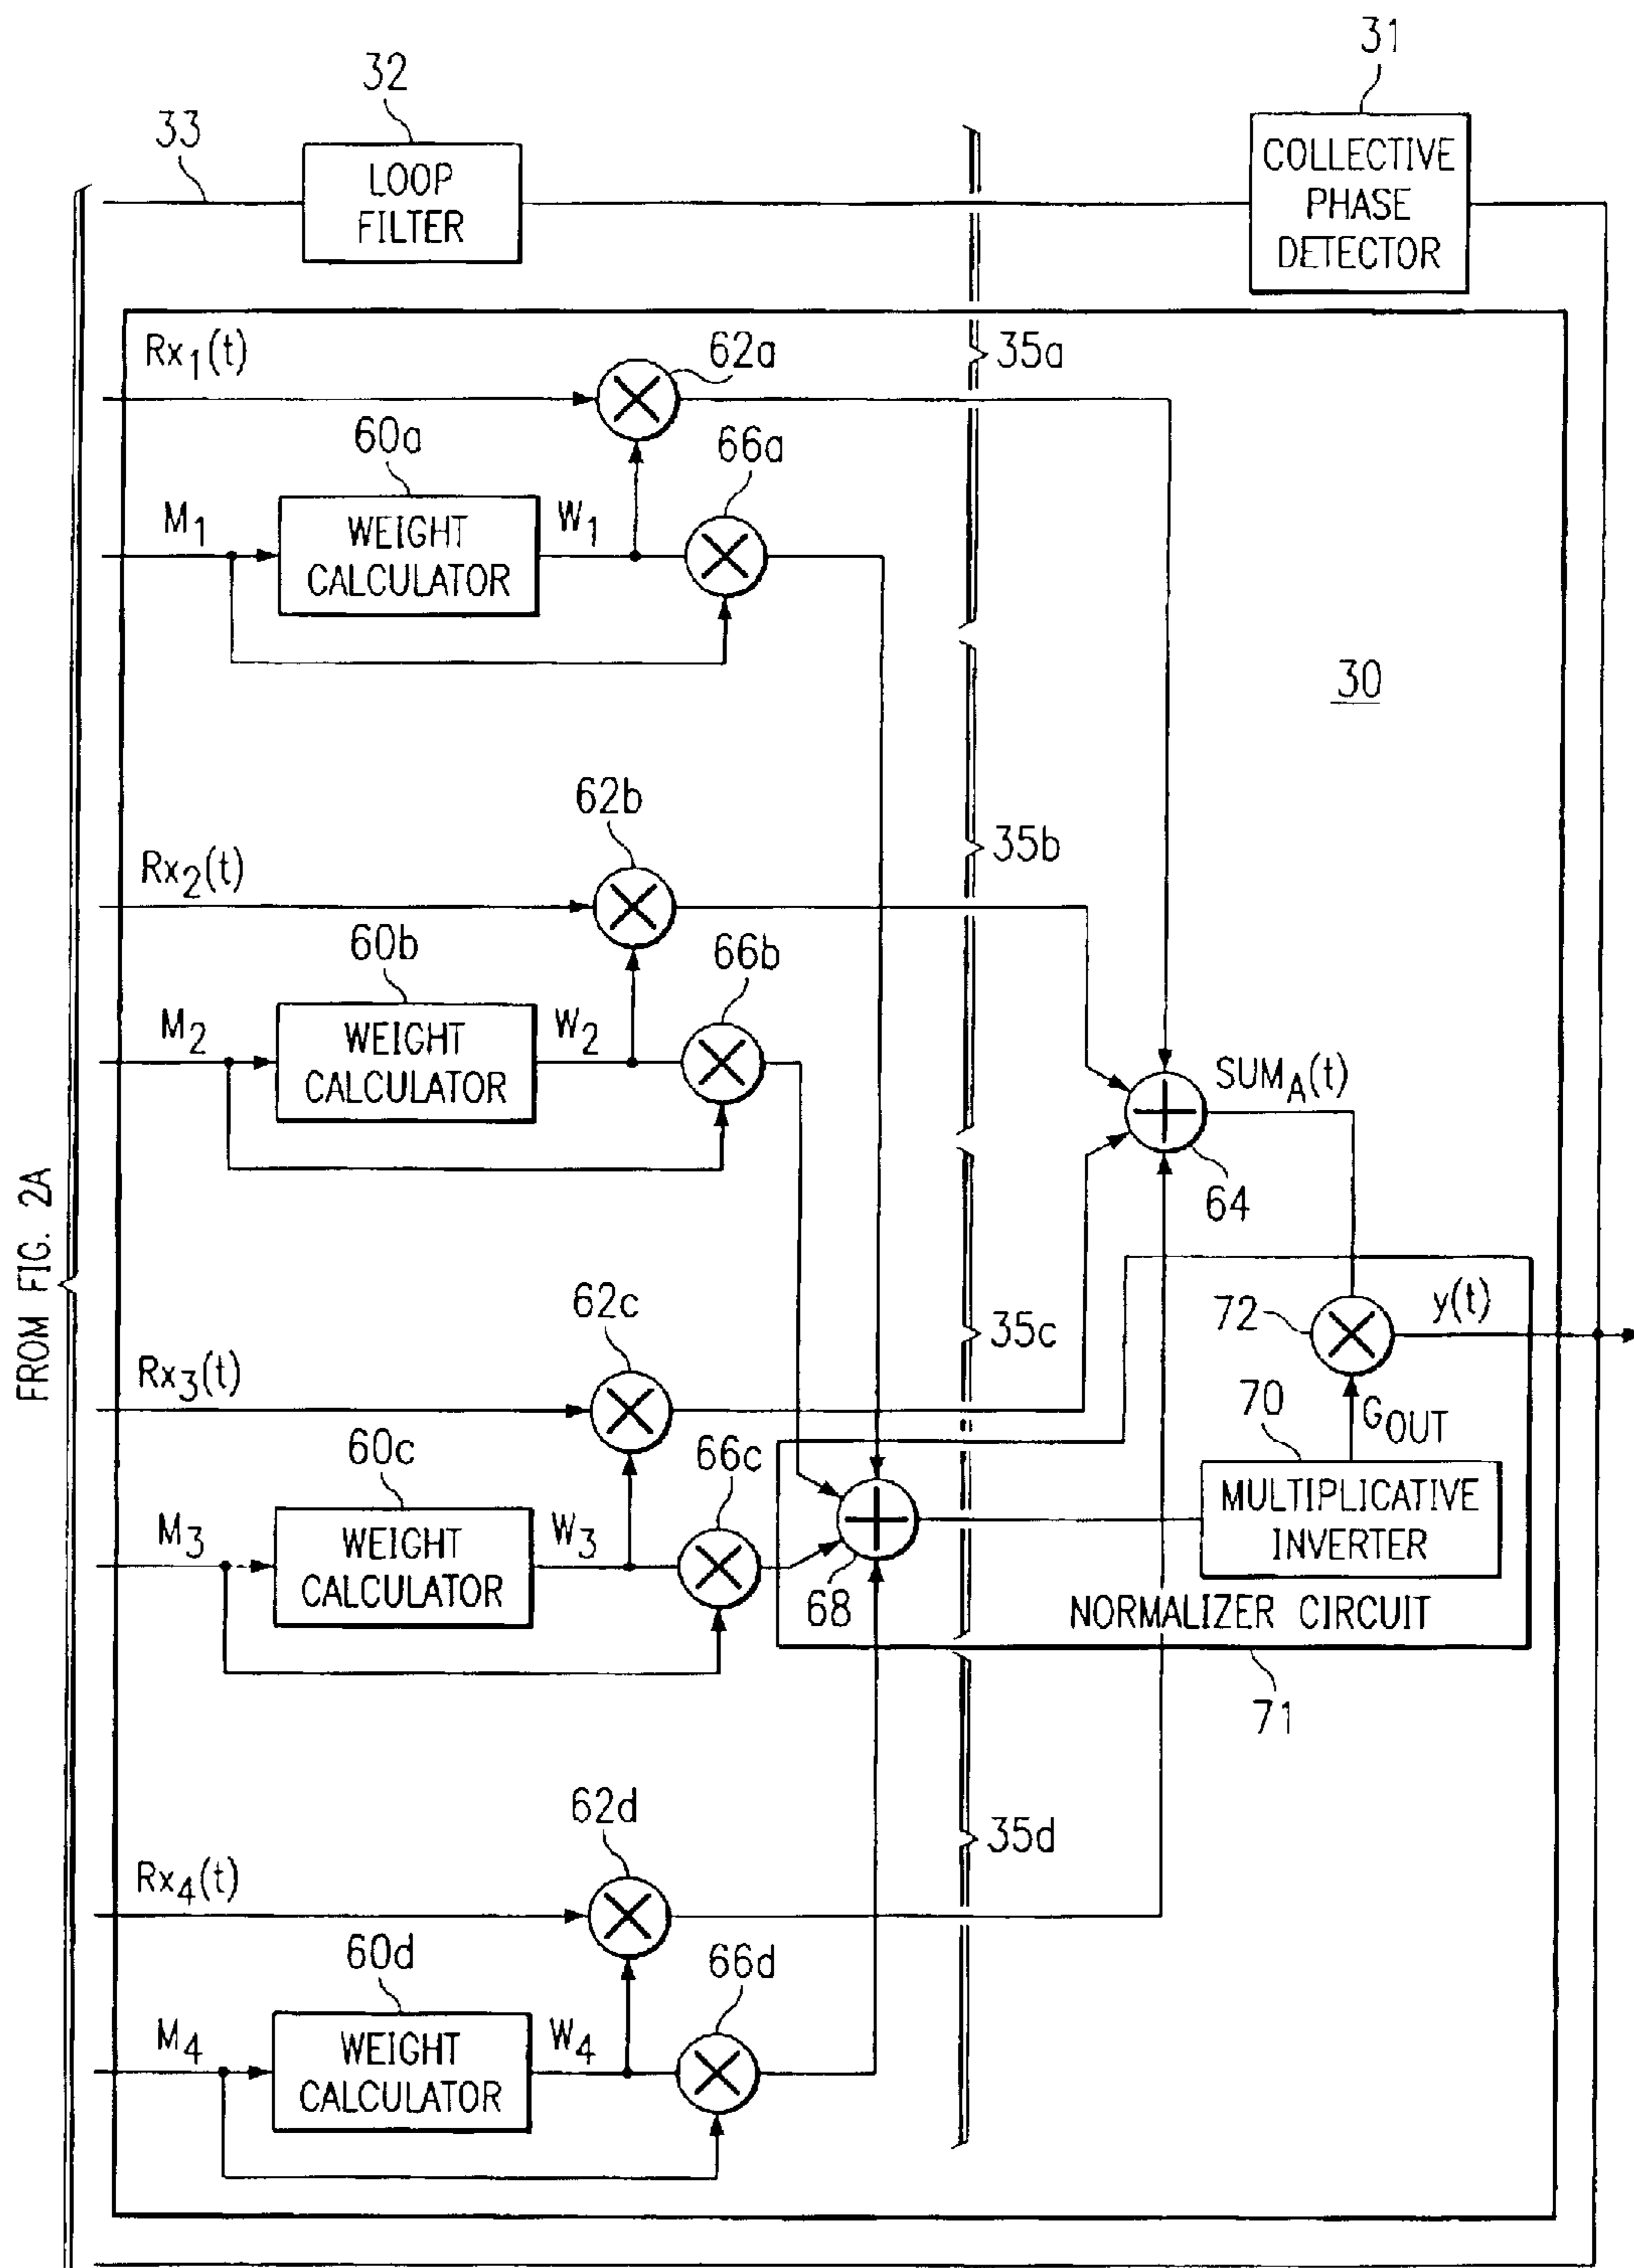 31
32
33
COLLECTIVE
PHASE
DETECTOR
LOOP
FILTER
Rx1(t)
62a
35a
60a
66a
M1
WEIGHT
CALCULATOR
W1
30
62b
35b
Rx2(t)
60b
66b
M2
WEIGHT
CALCULATOR
W2
SUMA(t)
64
FROM FIG. 2A
62c
35c
72
y(t)
Rx3(t)
70
GOUT
60c
66c
M3
WEIGHT
CALCULATOR
W3
MULTIPLICATIVE
INVERTER
68
NORMALIZER CIRCUIT
71
62d
35d
Rx4(t)
60d
66d
M4
WEIGHT
CALCULATOR
W4